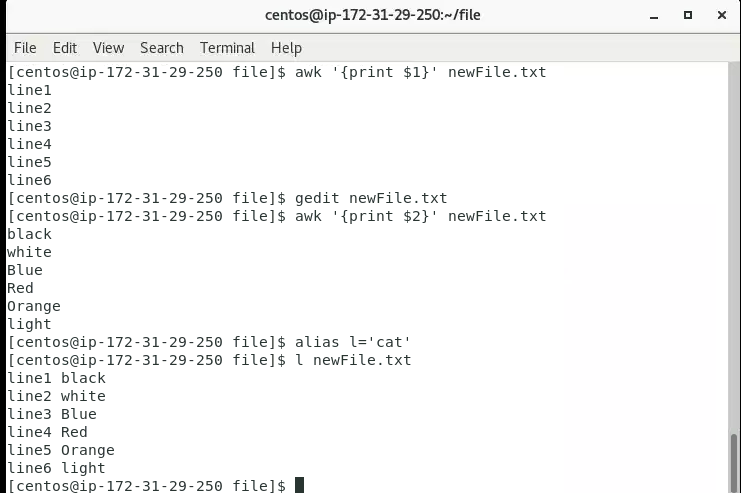 centos@ip-172-31-29-250:~/file
File Edit View Search Terminal Help
[centos@ip-172-31-29-250 file]$ awk '{print $1}' newFile.txt
line1
line2
line3
line4
line5
line6
[centos@ip-172-31-29-250 file]$ gedit newFile.txt
[centos@ip-172-31-29-250 file]$ awk '{print $2}' newFile.txt
black
white
Blue
Red
Orange
light
[centos@ip-172-31-29-250 file]$ alias l='cat'
[centos@ip-172-31-29-250 file]$ l newFile.txt
line1 black
line2 white
line3 Blue
line4 Red
line5 Orange
line6 light
[centos@ip-172-31-29-250 file]$